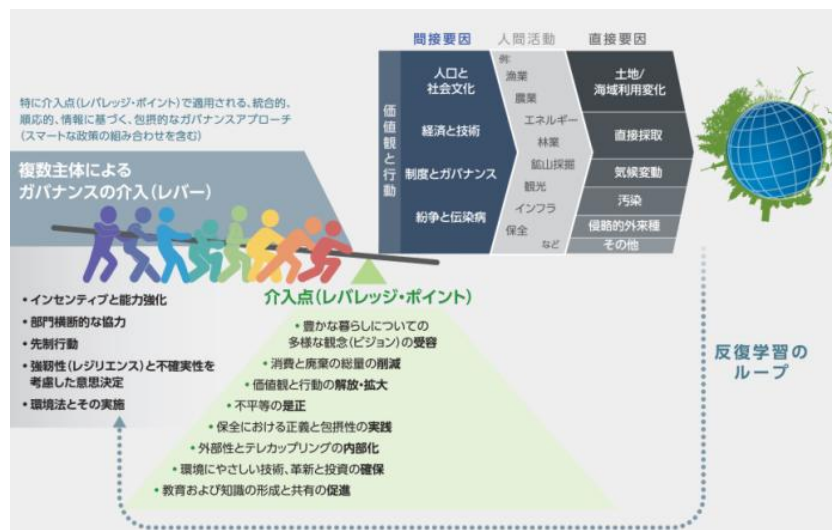 間接要因
人間活動
直接要因
価値観と行動
人口と
社会文化
経済と技術
制度とガバナンス
紛争と伝染病
例:
漁業
農業
エネルギー
林業
鉱山採掘
観光
インフラ
保全
など
土地/
海域利用変化
直接採取
気候変動
汚染
侵略的外来種
その他
特に介入点(レバレッジ・ポイント)で適用される、統合的、
順応的、情報に基づく、包摂的なガバナンスアプローチ
(スマートな政策の組み合わせを含む)
複数主体による
ガバナンスの介入(レバー)
• インセンティブと能力強化
• 部門横断的な協力
• 先制行動
• 強靭性(レジリエンス)と不確実性を
考慮した意思決定
• 環境法とその実施
介入点(レバレッジ・ポイント)
• 豊かな暮らしについての
多様な観念(ビジョン)の受容
• 消費と廃棄の総量の削減
• 価値観と行動の解放・拡大
• 不平等の是正
• 保全における正義と包摂性の実践
• 外部性とテレカップリングの内部化
• 環境にやさしい技術、革新と投資の確保
• 教育および知識の形成と共有の促進
反復学習の
ループ